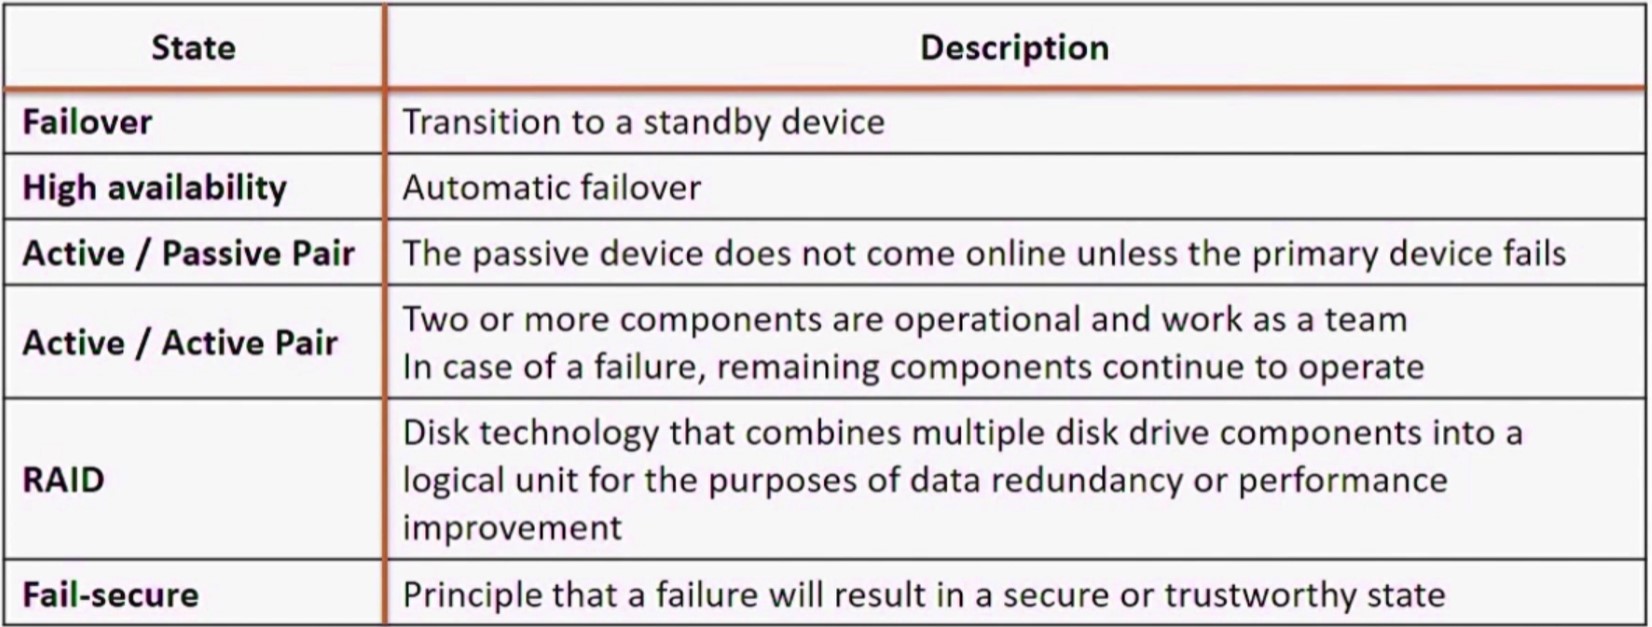 State
Description
Failover
Transition to a standby device
High availability
Automatic failover
Active / Passive Pair
The passive device does not come online unless the primary device fails
Active / Active Pair
Two or more components are operational and work as a team
In case of a failure, remaining components continue to operate
RAID
Disk technology that combines multiple disk drive components into a
logical unit for the purposes of data redundancy or performance
improvement
Fail-secure
Principle that a failure will result in a secure or trustworthy state